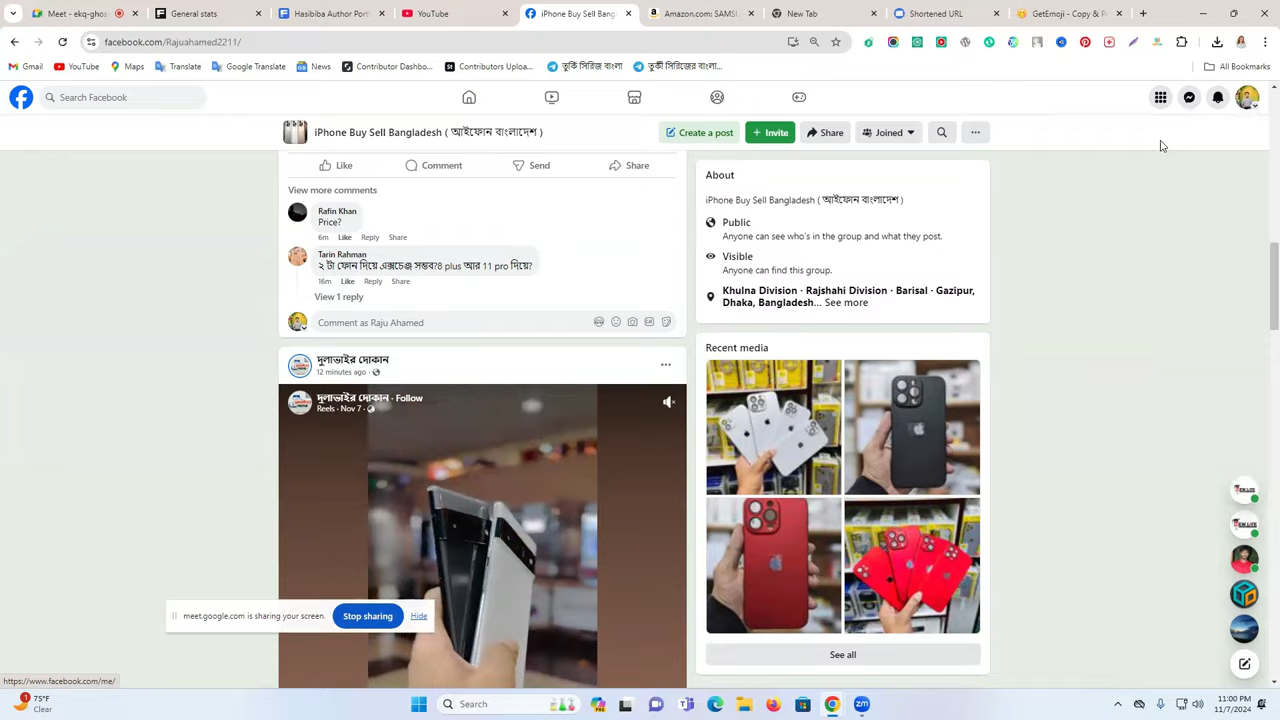 Meet - ekq-
General stats
Hasibiba Author Port
YouTube
iPhone Buy Sell Bang
Amazon.com: SAMSU
New Tab
Shortened URL
GetEmoji - Copy & P
facebook.com/Rajuahamed2211/
Gmail
YouTube
Maps
Translate
Google Translate
News
Contributor Dashbo...
Contributors Uploa...
তুর্কি সিরিজ বাংলা
তুর্কী সিরিজের বাংলা...
All Bookmarks
Search Facebook
iPhone Buy Sell Bangladesh ( আইফোন বাংলাদেশ )
Create a post
+ Invite
Share
Joined
Like
Comment
Send
Share
View more comments
Rafin Khan
Price?
6m Like Reply Share
Tarin Rahman
২ টা ফোন দিয়ে এক্সচেঞ্জ সম্ভব?8 plus আর 11 pro দিয়ে?
16m Like Reply Share
View 1 reply
Comment as Raju Ahamed
দুলাভাইর দোকান
12 minutes ago ·
দুলাভাইর দোকান · Follow
Reels · Nov 7 ·
About
iPhone Buy Sell Bangladesh ( আইফোন বাংলাদেশ )
Public
Anyone can see who's in the group and what they post.
Visible
Anyone can find this group.
Khulna Division · Rajshahi Division · Barisal · Gazipur,
Dhaka, Bangladesh... See more
Recent media
See all
meet.google.com is sharing your screen.
Stop sharing
Hide
https://www.facebook.com/me/
1
75°F
Clear
Search
11:00 PM
11/7/2024